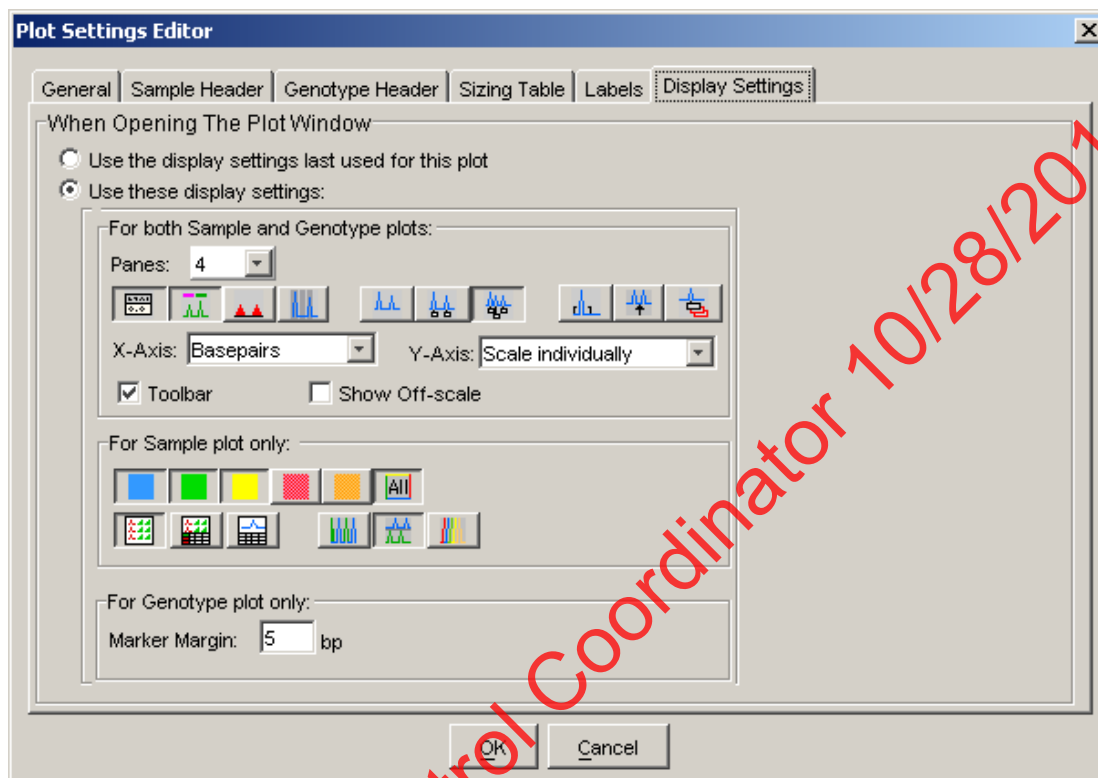 Plot Settings Editor
General Sample Header Genotype Header Sizing Table Labels Display Settings
When Opening The Plot Window
Use the display settings last used for this plot
Use these display settings:
For both Sample and Genotype plots:
Panes: 4
X-Axis: Basepairs Y-Axis: Scale individually
Toolbar Show Off-scale
For Sample plot only:
All
For Genotype plot only:
Marker Margin: 5 bp
OK Cancel
trol Coordinator 10/28/201